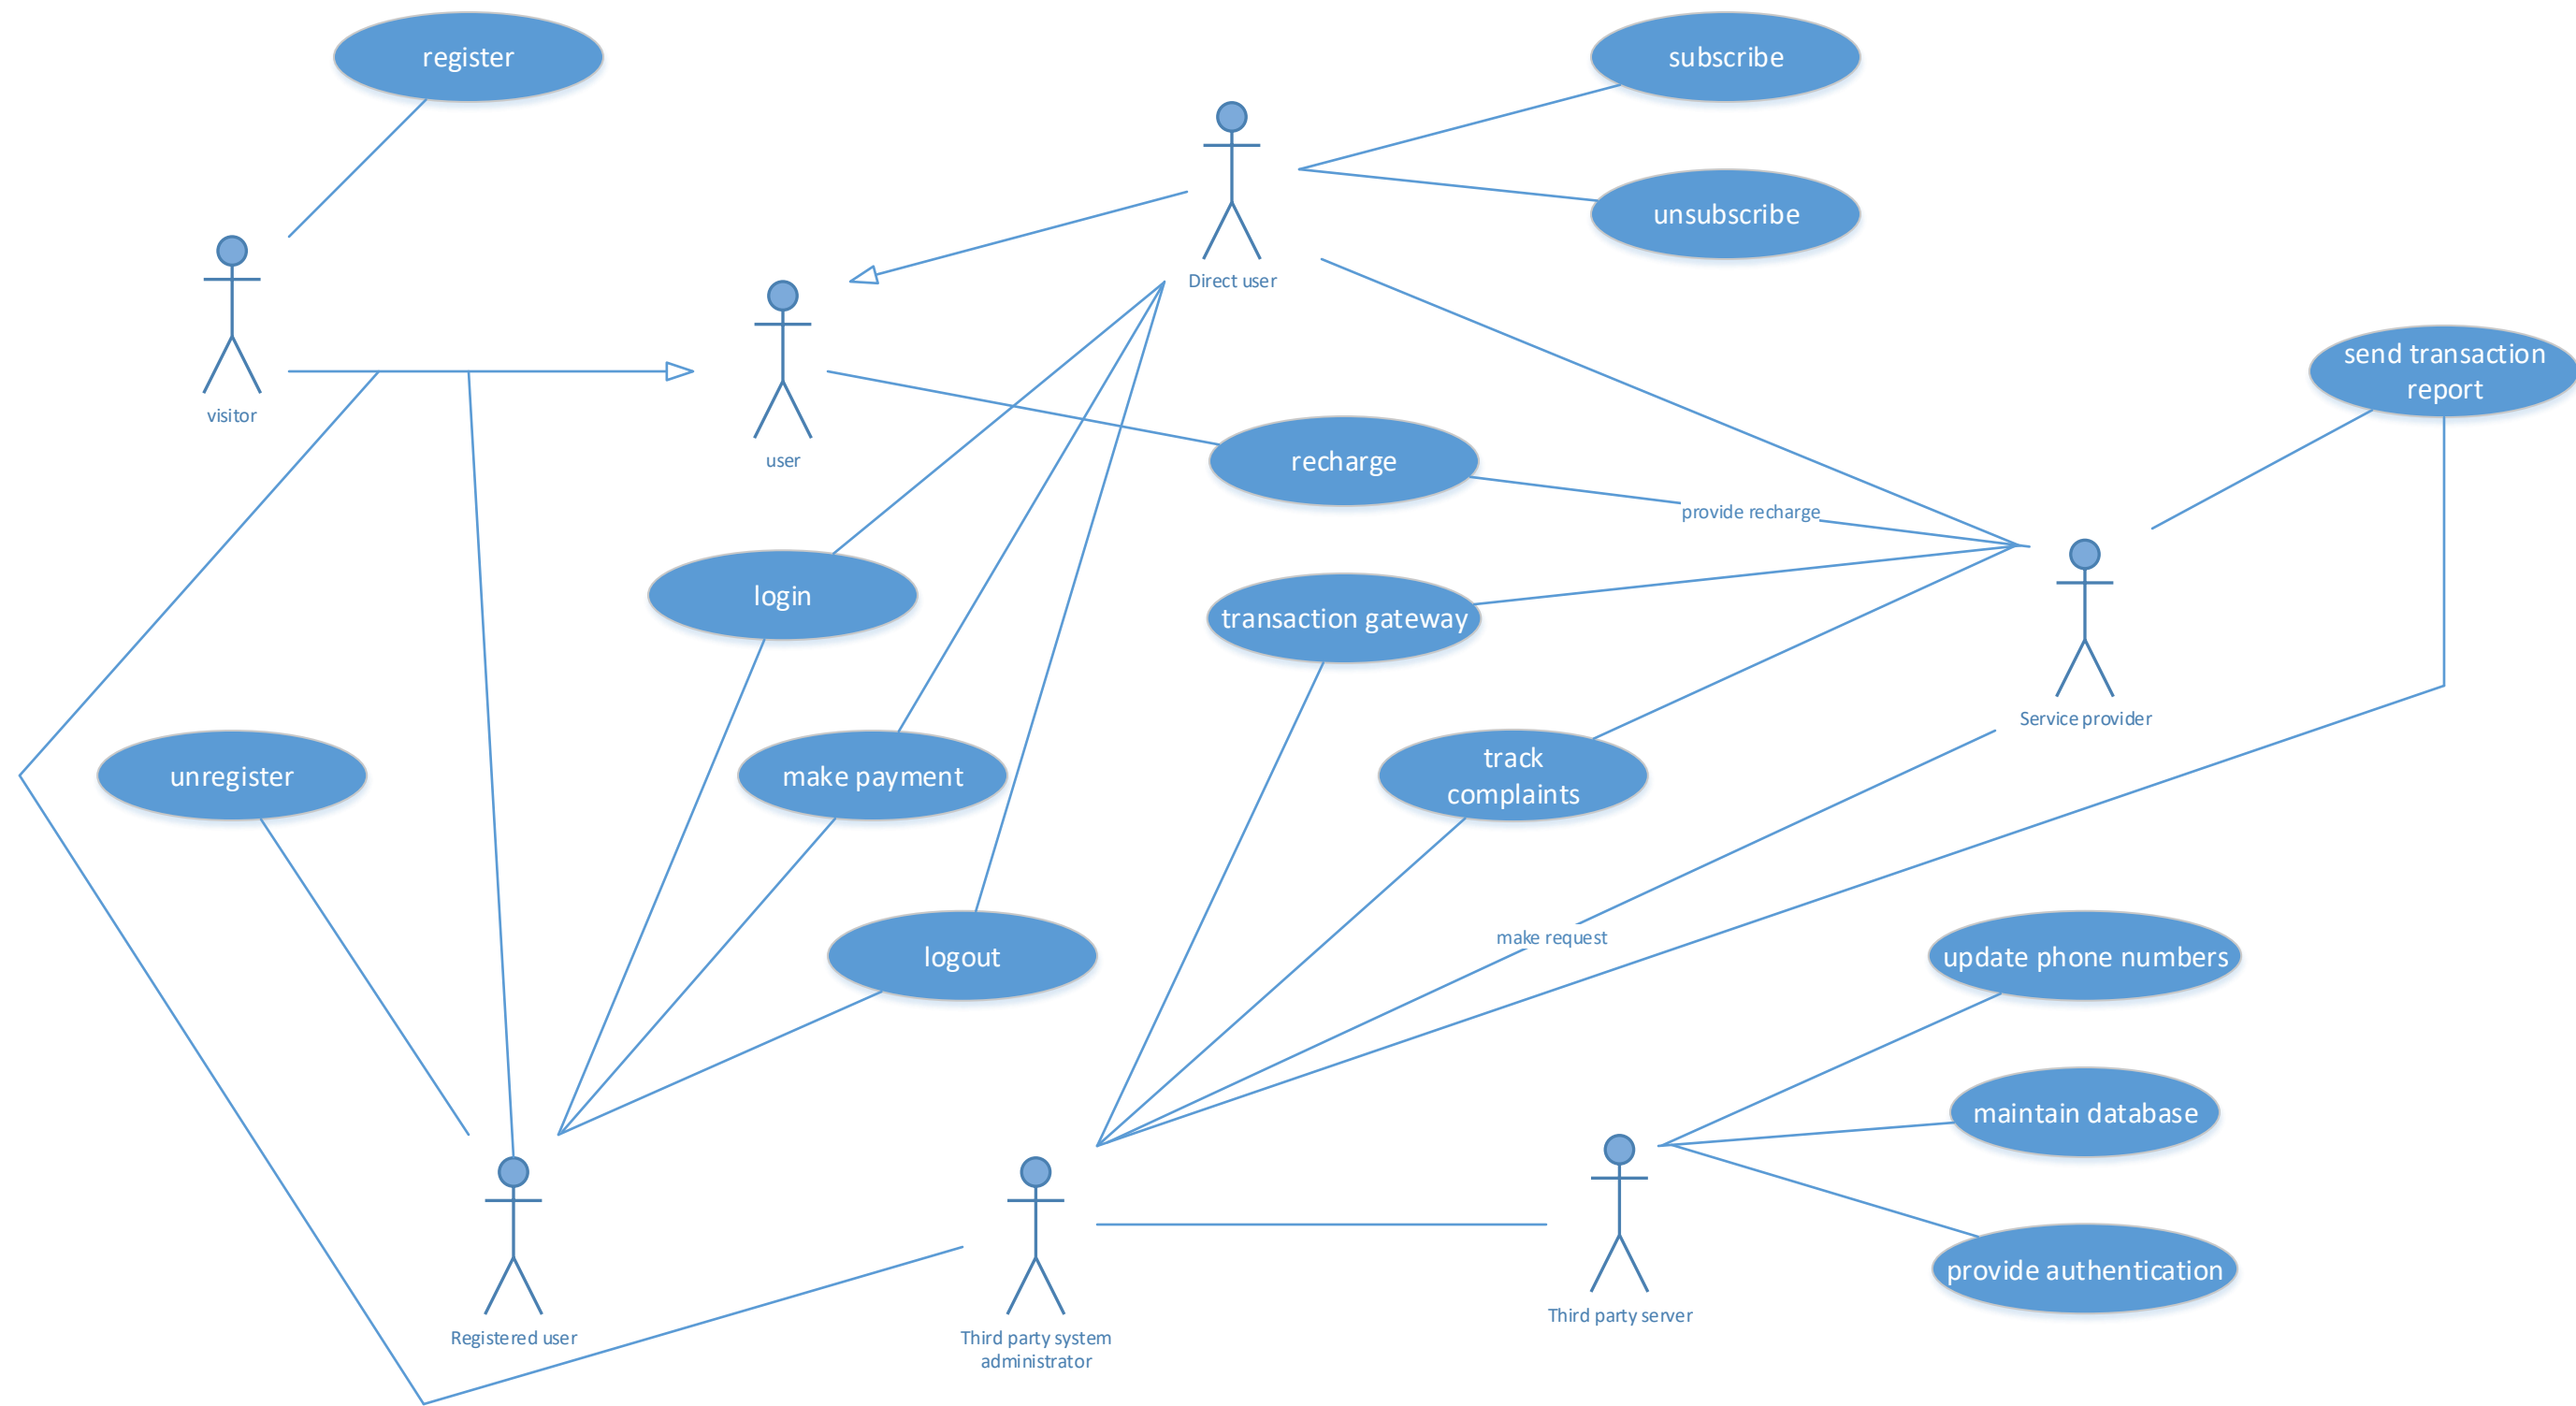 register
subscribe
unsubscribe
Direct user
visitor
user
send transaction
report
recharge
provide recharge
login
transaction gateway
Service provider
unregister
make payment
track
complaints
make request
logout
update phone numbers
maintain database
provide authentication
Third party server
Registered user
Third party system
administrator